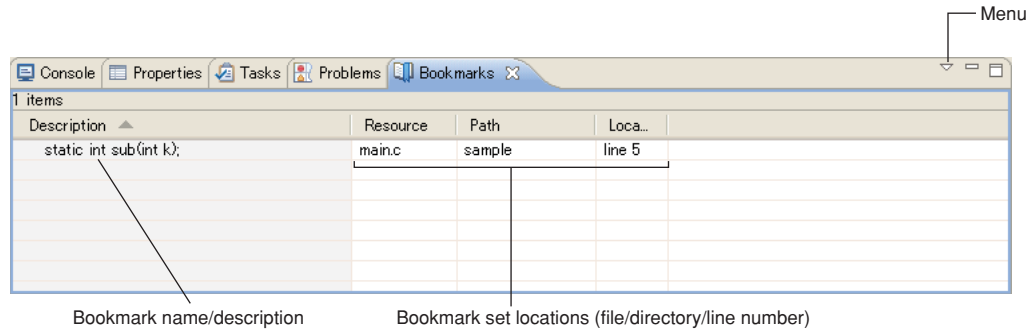 Menu
Console Properties Tasks Problems Bookmarks
1 items
Description Resource Path Loca...
static int sub(int k); main.c sample line 5
Bookmark name/description Bookmark set locations (file/directory/line number)